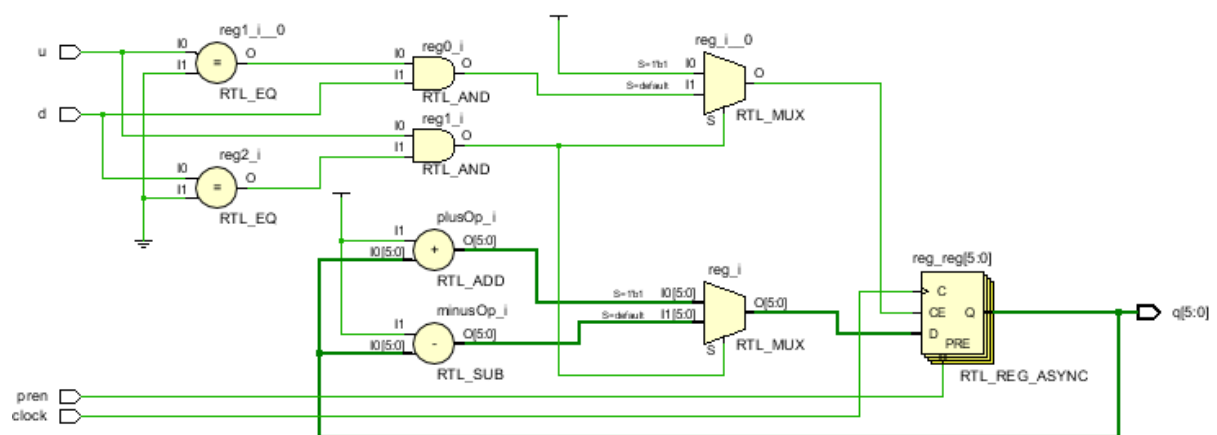 reg1_i__0
u
I0
I1
=
O
RTL_EQ
reg0_i
I0
I1
O
RTL_AND
reg_i__0
S=1'b1
I0
S=default
I1
O
S
RTL_MUX
d
reg1_i
I0
I1
O
RTL_AND
reg2_i
I0
I1
=
O
RTL_EQ
plusOp_i
I1
I0[5:0]
+
O[5:0]
RTL_ADD
minusOp_i
I1
I0[5:0]
-
O[5:0]
RTL_SUB
reg_i
S=1'b1
I0[5:0]
S=default
I1[5:0]
O[5:0]
S
RTL_MUX
reg_reg[5:0]
C
CE
Q
D
PRE
RTL_REG_ASYNC
q[5:0]
pren
clock